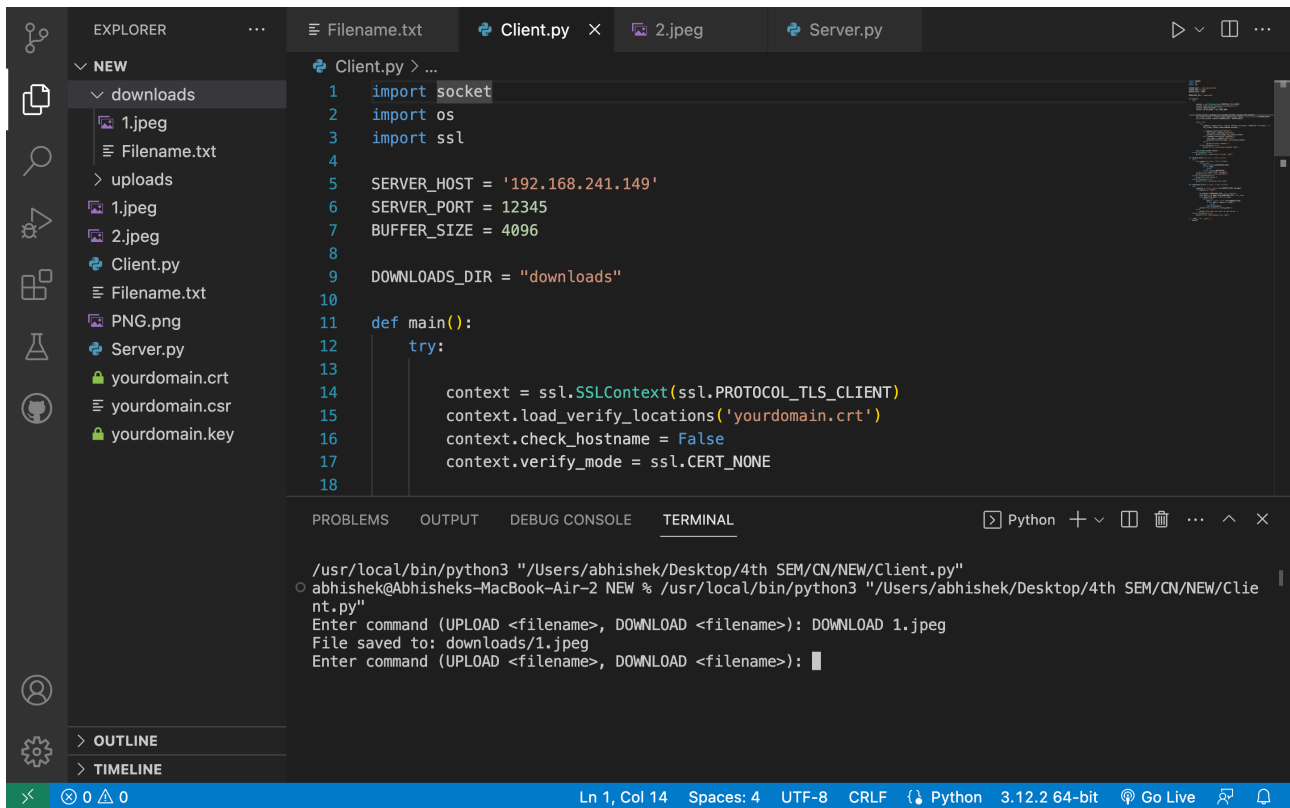 EXPLORER ...
NEW
downloads
1.jpeg
Filename.txt
uploads
1.jpeg
2.jpeg
Client.py
Filename.txt
PNG.png
Server.py
yourdomain.crt
yourdomain.csr
yourdomain.key
OUTLINE
TIMELINE
Filename.txt Client.py 2.jpeg Server.py
Client.py > ...
1 import socket
2 import os
3 import ssl
4
5 SERVER_HOST = '192.168.241.149'
6 SERVER_PORT = 12345
7 BUFFER_SIZE = 4096
8
9 DOWNLOADS_DIR = "downloads"
10
11 def main():
12 try:
13
14 context = ssl.SSLContext(ssl.PROTOCOL_TLS_CLIENT)
15 context.load_verify_locations('yourdomain.crt')
16 context.check_hostname = False
17 context.verify_mode = ssl.CERT_NONE
18
PROBLEMS OUTPUT DEBUG CONSOLE TERMINAL Python
/usr/local/bin/python3 "/Users/abhishek/Desktop/4th SEM/CN/NEW/Client.py"
abhishek@Abhisheks-MacBook-Air-2 NEW % /usr/local/bin/python3 "/Users/abhishek/Desktop/4th SEM/CN/NEW/Clie
nt.py"
Enter command (UPLOAD <filename>, DOWNLOAD <filename>): DOWNLOAD 1.jpeg
File saved to: downloads/1.jpeg
Enter command (UPLOAD <filename>, DOWNLOAD <filename>):
0 0 Ln 1, Col 14 Spaces: 4 UTF-8 CRLF Python 3.12.2 64-bit Go Live